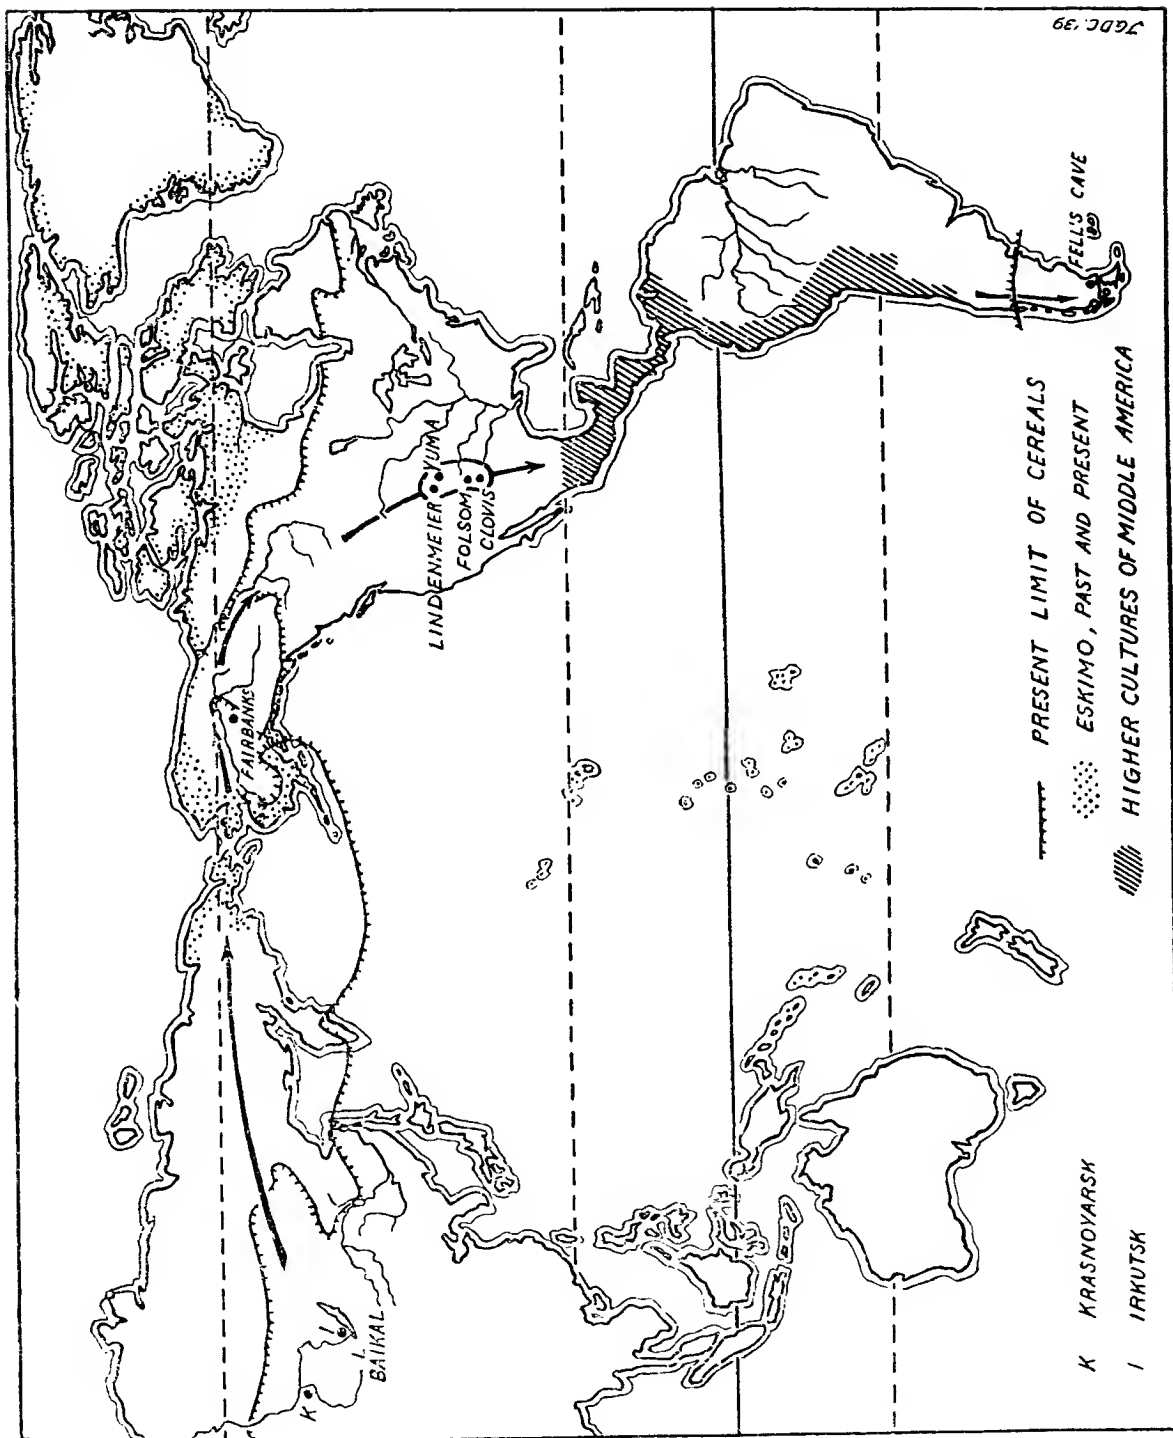 JGDC. '39
FAIRBANKS
LINDENMEIER
YUMA
FOLSOM
CLOVIS
FELL'S CAVE
K
I
L.
BAIKAL
PRESENT LIMIT OF CEREALS
ESKIMO, PAST AND PRESENT
HIGHER CULTURES OF MIDDLE AMERICA
K KRASNOYARSK
I IRKUTSK